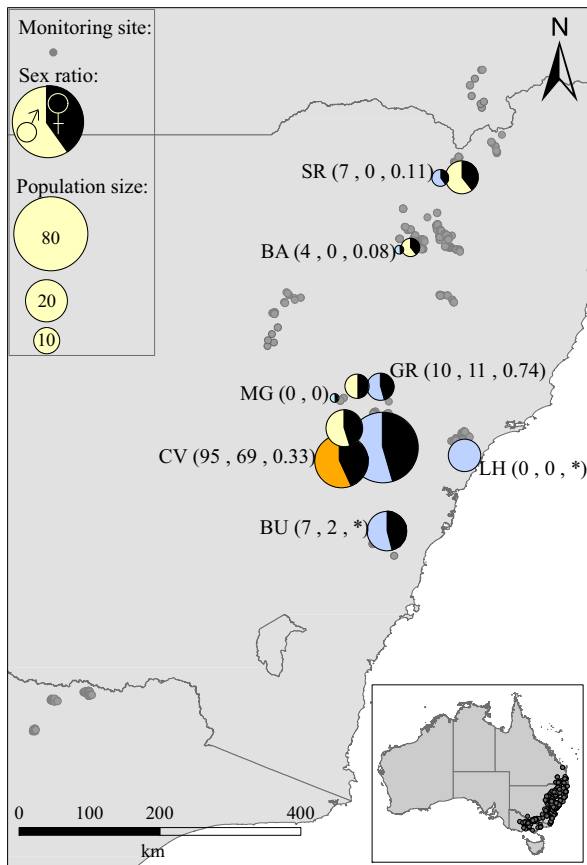 Monitoring site:
Sex ratio:
♂ ♀
Population size:
80
20
10
N
SR (7 , 0 , 0.11)
BA (4 , 0 , 0.08)
GR (10 , 11 , 0.74)
MG (0 , 0)
CV (95 , 69 , 0.33)
LH (0 , 0 , *)
BU (7 , 2 , *)
0 100 200 400
km